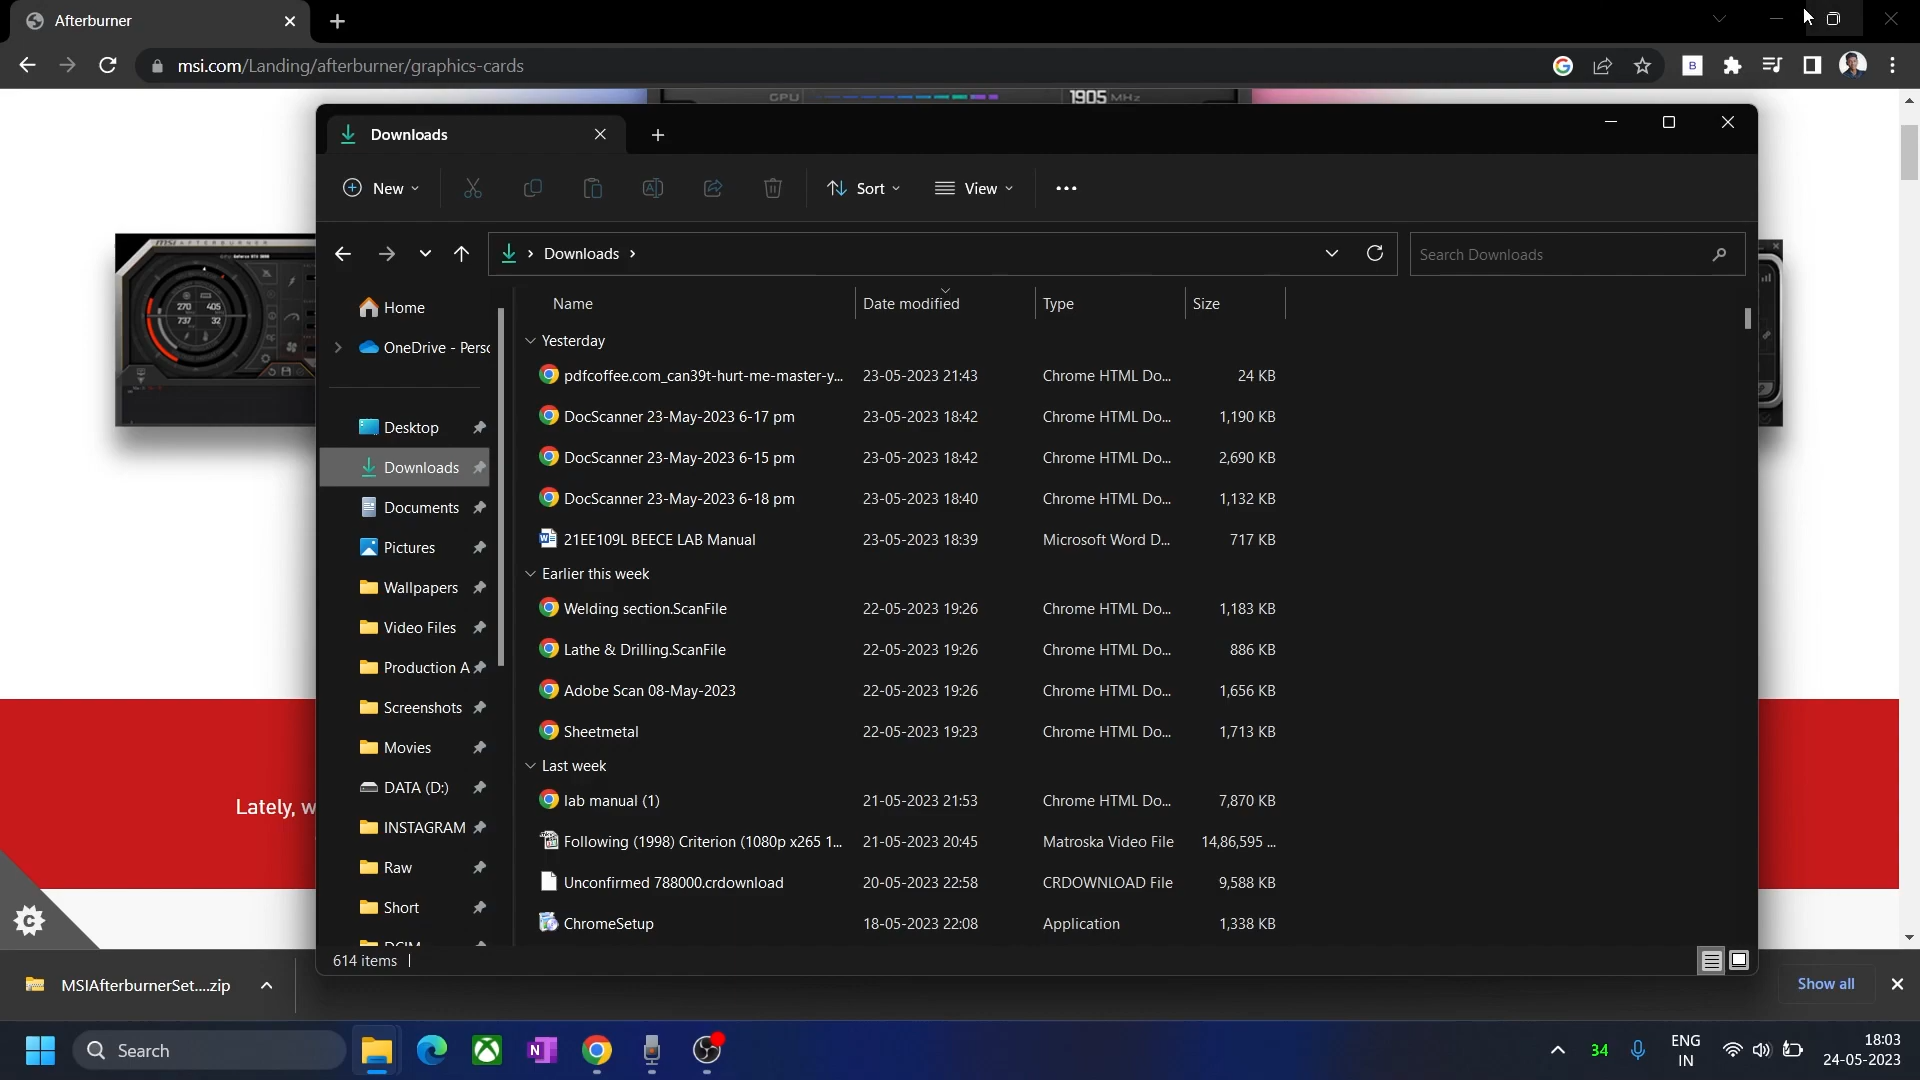 Afterburner
msi.com/Landing/afterburner/graphics-cards
B
GPU 1905 MHz
Downloads
New
Sort
View
Downloads
Search Downloads
Home
OneDrive - Persc
Desktop
Downloads
Documents
Pictures
Wallpapers
Video Files
Production A
Screenshots
Movies
DATA (D:)
INSTAGRAM
Raw
Short
DCIM
Name Date modified Type Size
Yesterday
pdfcoffee.com_can39t-hurt-me-master-y... 23-05-2023 21:43 Chrome HTML Do... 24 KB
DocScanner 23-May-2023 6-17 pm 23-05-2023 18:42 Chrome HTML Do... 1,190 KB
DocScanner 23-May-2023 6-15 pm 23-05-2023 18:42 Chrome HTML Do... 2,690 KB
DocScanner 23-May-2023 6-18 pm 23-05-2023 18:40 Chrome HTML Do... 1,132 KB
21EE109L BEECE LAB Manual 23-05-2023 18:39 Microsoft Word D... 717 KB
Earlier this week
Welding section.ScanFile 22-05-2023 19:26 Chrome HTML Do... 1,183 KB
Lathe & Drilling.ScanFile 22-05-2023 19:26 Chrome HTML Do... 886 KB
Adobe Scan 08-May-2023 22-05-2023 19:26 Chrome HTML Do... 1,656 KB
Sheetmetal 22-05-2023 19:23 Chrome HTML Do... 1,713 KB
Last week
lab manual (1) 21-05-2023 21:53 Chrome HTML Do... 7,870 KB
Following (1998) Criterion (1080p x265 1... 21-05-2023 20:45 Matroska Video File 14,86,595 ...
Unconfirmed 788000.crdownload 20-05-2023 22:58 CRDOWNLOAD File 9,588 KB
ChromeSetup 18-05-2023 22:08 Application 1,338 KB
614 items
270 405
737 32
Lately, w
MSIAfterburnerSet....zip
Show all
Search
34
ENG
IN
18:03
24-05-2023